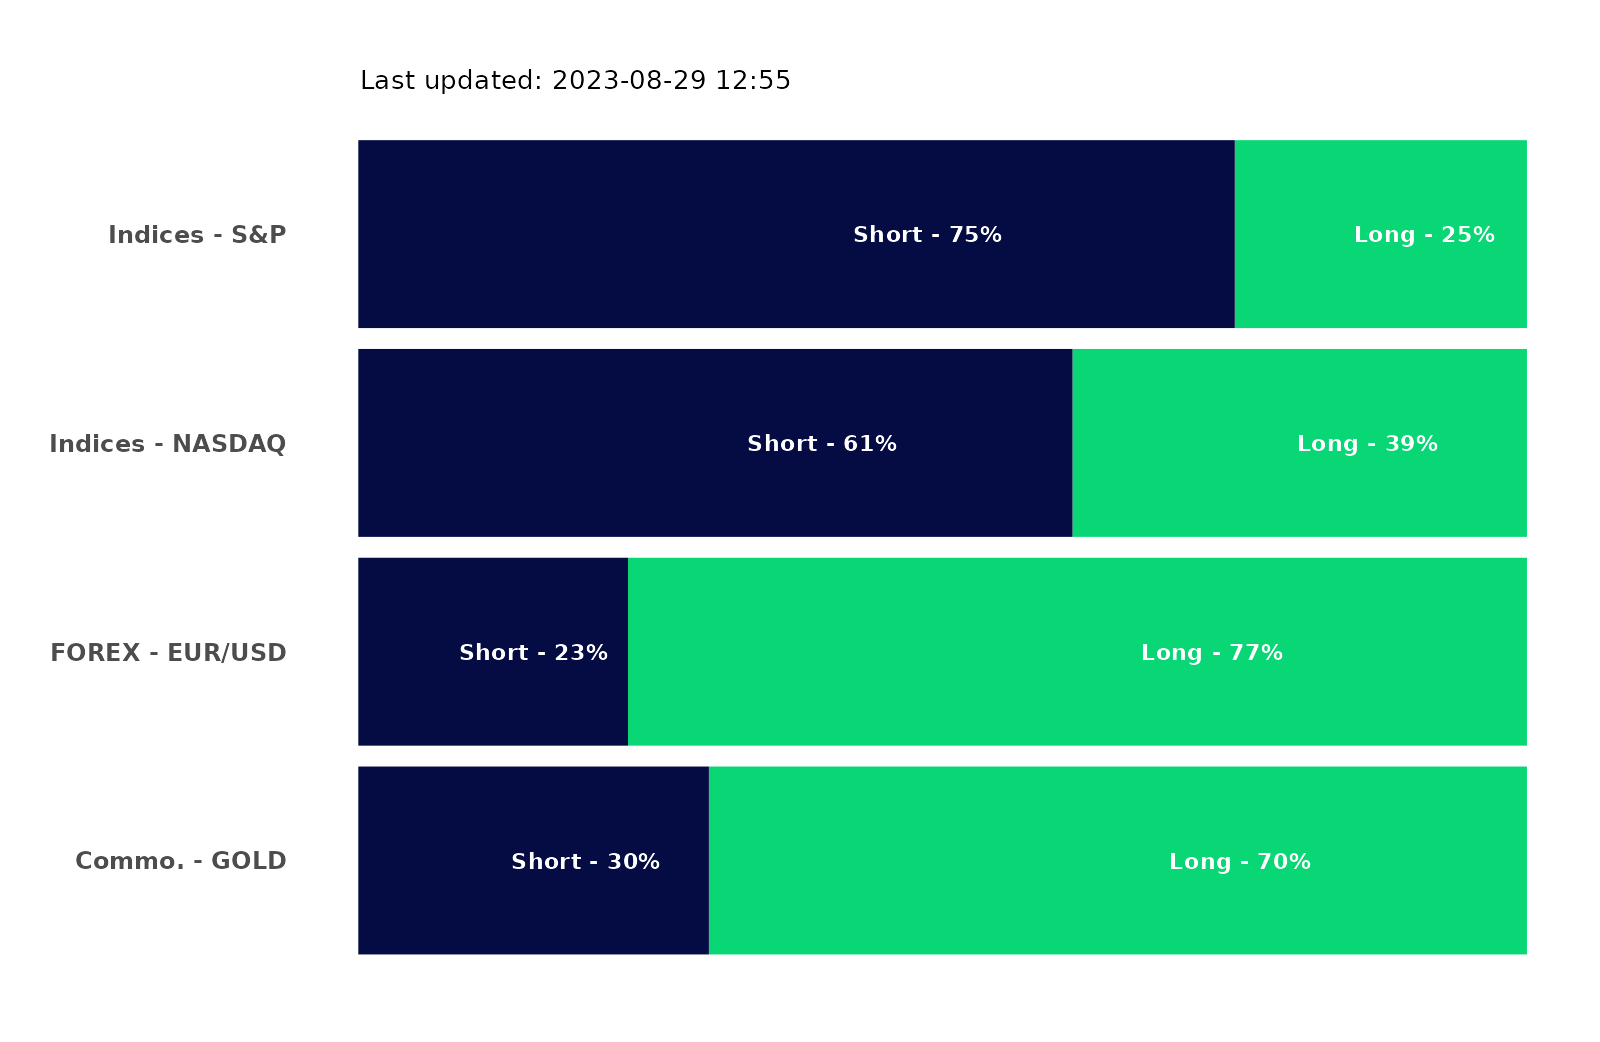 Last updated: 2023-08-29 12:55
Indices - S&P
Short - 75%
Long - 25%
Indices - NASDAQ
Short - 61%
Long - 39%
FOREX - EUR/USD
Short - 23%
Long - 77%
Commo. - GOLD
Short - 30%
Long - 70%